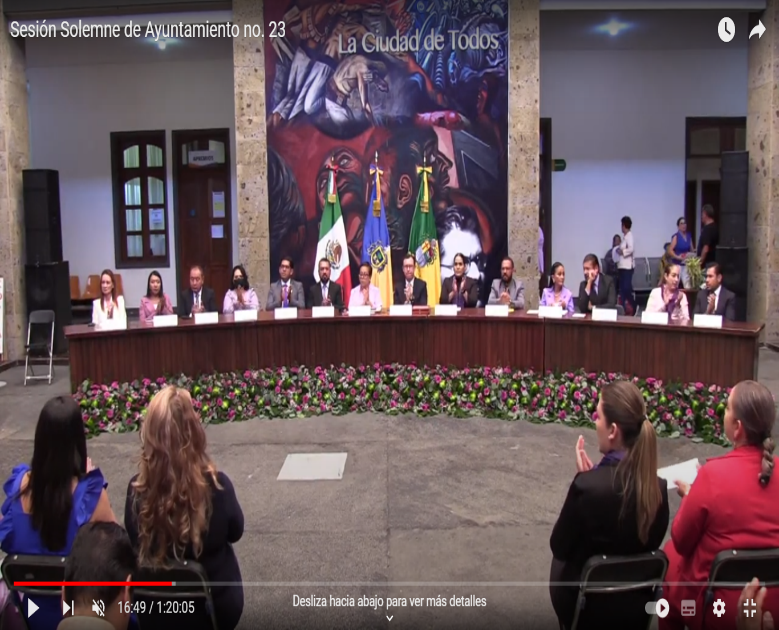 Sesión Solemne de Ayuntamiento no. 23
La Ciudad de Todos
16:49 / 1:20:05
Desliza hacia abajo para ver más detalles